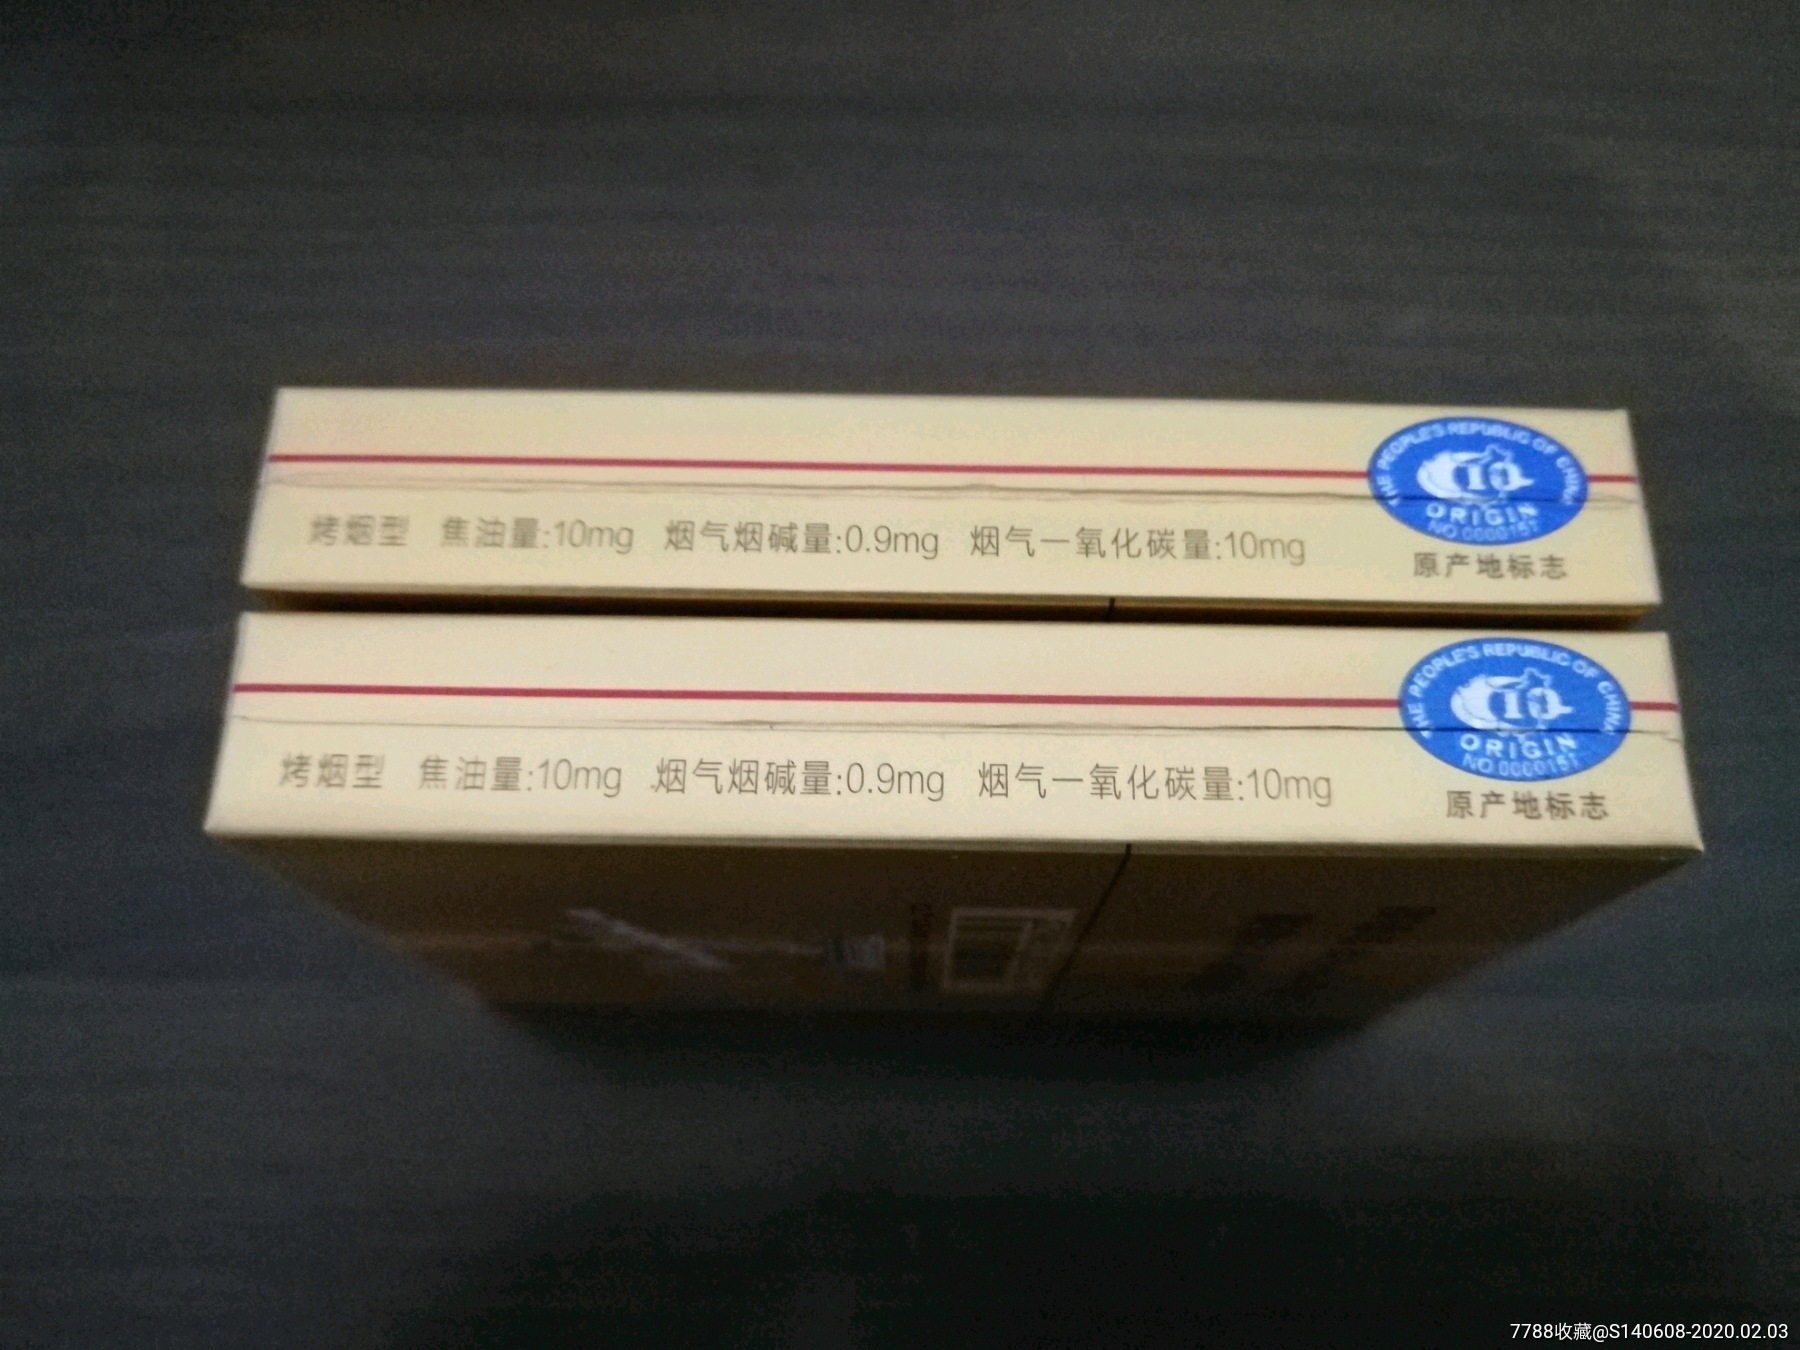 THE PEOPLE'S REPUBLIC OF CHINA
CIQ
ORIGIN
NO.0000151
烤烟型 焦油量:10mg 烟气烟碱量:0.9mg 烟气一氧化碳量:10mg
原产地标志
THE PEOPLE'S REPUBLIC OF CHINA
CIQ
ORIGIN
NO.0000151
烤烟型 焦油量:10mg 烟气烟碱量:0.9mg 烟气一氧化碳量:10mg
原产地标志
7788收藏@S140608-2020.02.03